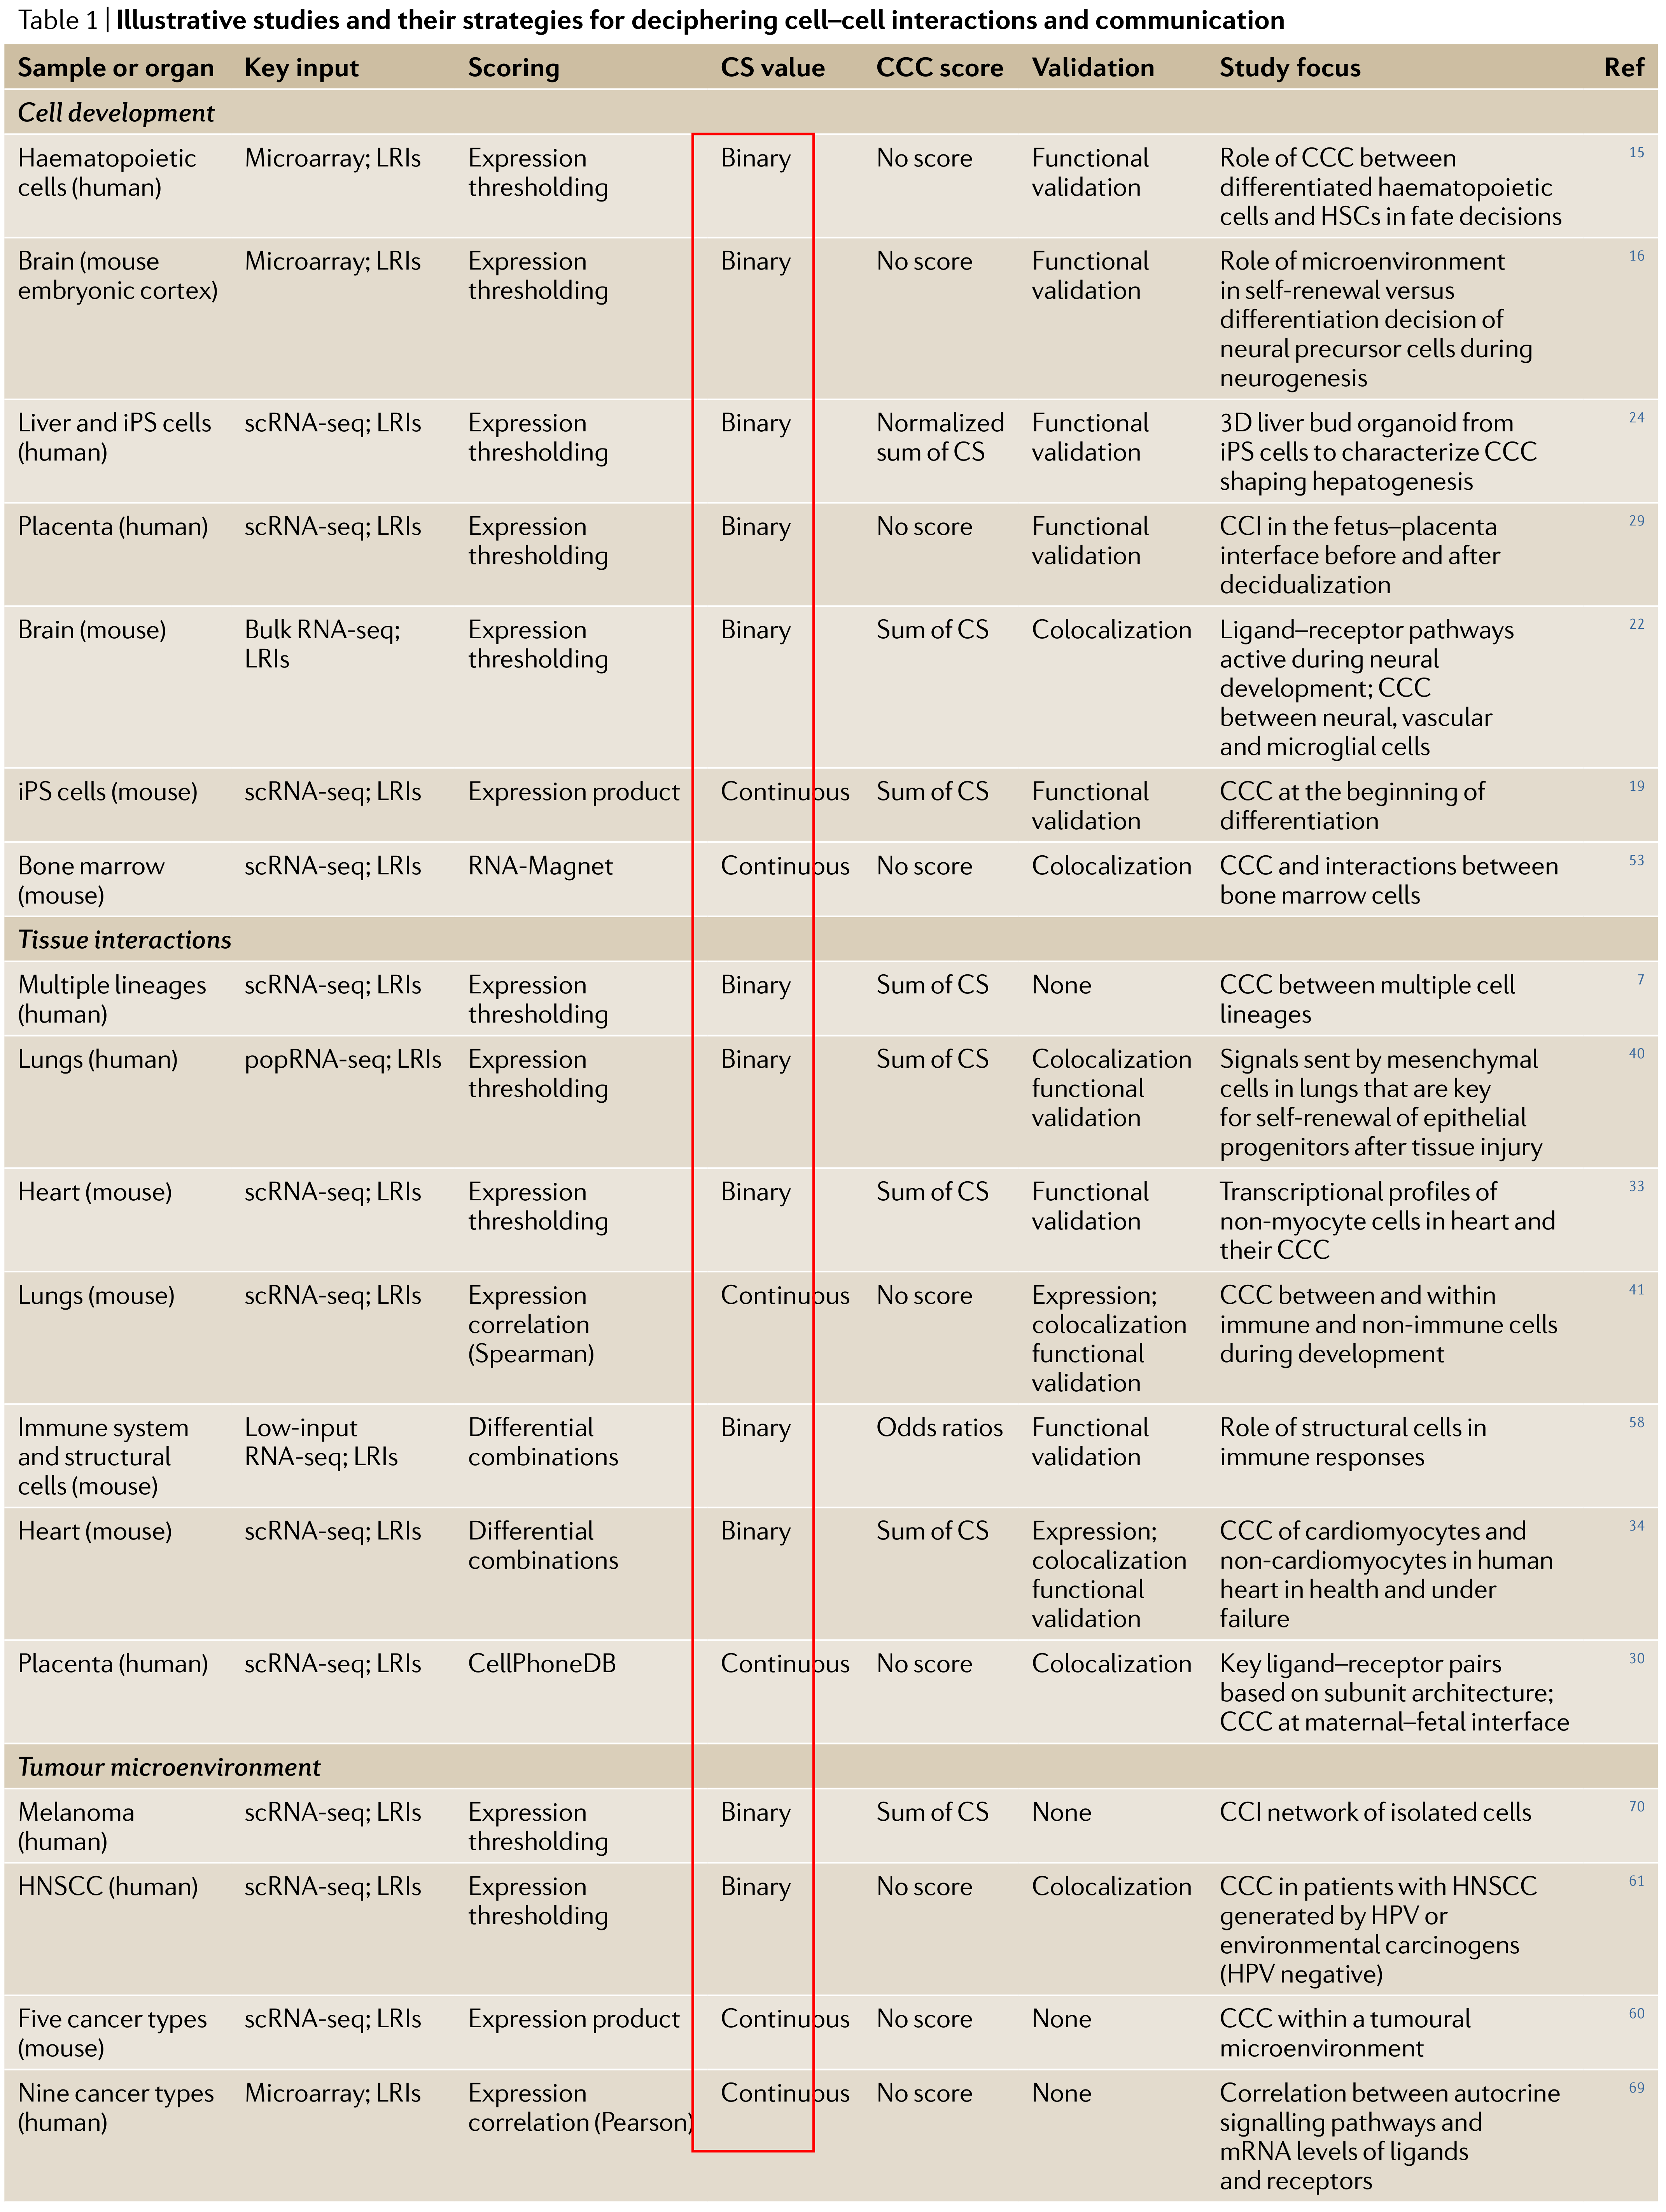 Table 1 | Illustrative studies and their strategies for deciphering cell–cell interactions and communication
Sample or organ Key input Scoring CS value CCC score Validation Study focus Ref
Cell development
Haematopoietic Microarray; LRIs Expression Binary No score Functional Role of CCC between 15
cells (human) thresholding validation differentiated haematopoietic
cells and HSCs in fate decisions
Brain (mouse Microarray; LRIs Expression Binary No score Functional Role of microenvironment 16
embryonic cortex) thresholding validation in self-renewal versus
differentiation decision of
neural precursor cells during
neurogenesis
Liver and iPS cells scRNA-seq; LRIs Expression Binary Normalized Functional 3D liver bud organoid from 24
(human) thresholding sum of CS validation iPS cells to characterize CCC
shaping hepatogenesis
Placenta (human) scRNA-seq; LRIs Expression Binary No score Functional CCI in the fetus–placenta 29
thresholding validation interface before and after
decidualization
Brain (mouse) Bulk RNA-seq; Expression Binary Sum of CS Colocalization Ligand–receptor pathways 22
LRIs thresholding active during neural
development; CCC
between neural, vascular
and microglial cells
iPS cells (mouse) scRNA-seq; LRIs Expression product Continuous Sum of CS Functional CCC at the beginning of 19
validation differentiation
Bone marrow scRNA-seq; LRIs RNA-Magnet Continuous No score Colocalization CCC and interactions between 53
(mouse) bone marrow cells
Tissue interactions
Multiple lineages scRNA-seq; LRIs Expression Binary Sum of CS None CCC between multiple cell 7
(human) thresholding lineages
Lungs (human) popRNA-seq; LRIs Expression Binary Sum of CS Colocalization Signals sent by mesenchymal 40
thresholding functional cells in lungs that are key
validation for self-renewal of epithelial
progenitors after tissue injury
Heart (mouse) scRNA-seq; LRIs Expression Binary Sum of CS Functional Transcriptional profiles of 33
thresholding validation non-myocyte cells in heart and
their CCC
Lungs (mouse) scRNA-seq; LRIs Expression Continuous No score Expression; CCC between and within 41
correlation colocalization immune and non-immune cells
(Spearman) functional during development
validation
Immune system Low-input Differential Binary Odds ratios Functional Role of structural cells in 58
and structural RNA-seq; LRIs combinations validation immune responses
cells (mouse)
Heart (mouse) scRNA-seq; LRIs Differential Binary Sum of CS Expression; CCC of cardiomyocytes and 34
combinations colocalization non-cardiomyocytes in human
functional heart in health and under
validation failure
Placenta (human) scRNA-seq; LRIs CellPhoneDB Continuous No score Colocalization Key ligand–receptor pairs 30
based on subunit architecture;
CCC at maternal–fetal interface
Tumour microenvironment
Melanoma scRNA-seq; LRIs Expression Binary Sum of CS None CCI network of isolated cells 70
(human) thresholding
HNSCC (human) scRNA-seq; LRIs Expression Binary No score Colocalization CCC in patients with HNSCC 61
thresholding generated by HPV or
environmental carcinogens
(HPV negative)
Five cancer types scRNA-seq; LRIs Expression product Continuous No score None CCC within a tumoural 60
(mouse) microenvironment
Nine cancer types Microarray; LRIs Expression Continuous No score None Correlation between autocrine 69
(human) correlation (Pearson) signalling pathways and
mRNA levels of ligands
and receptors